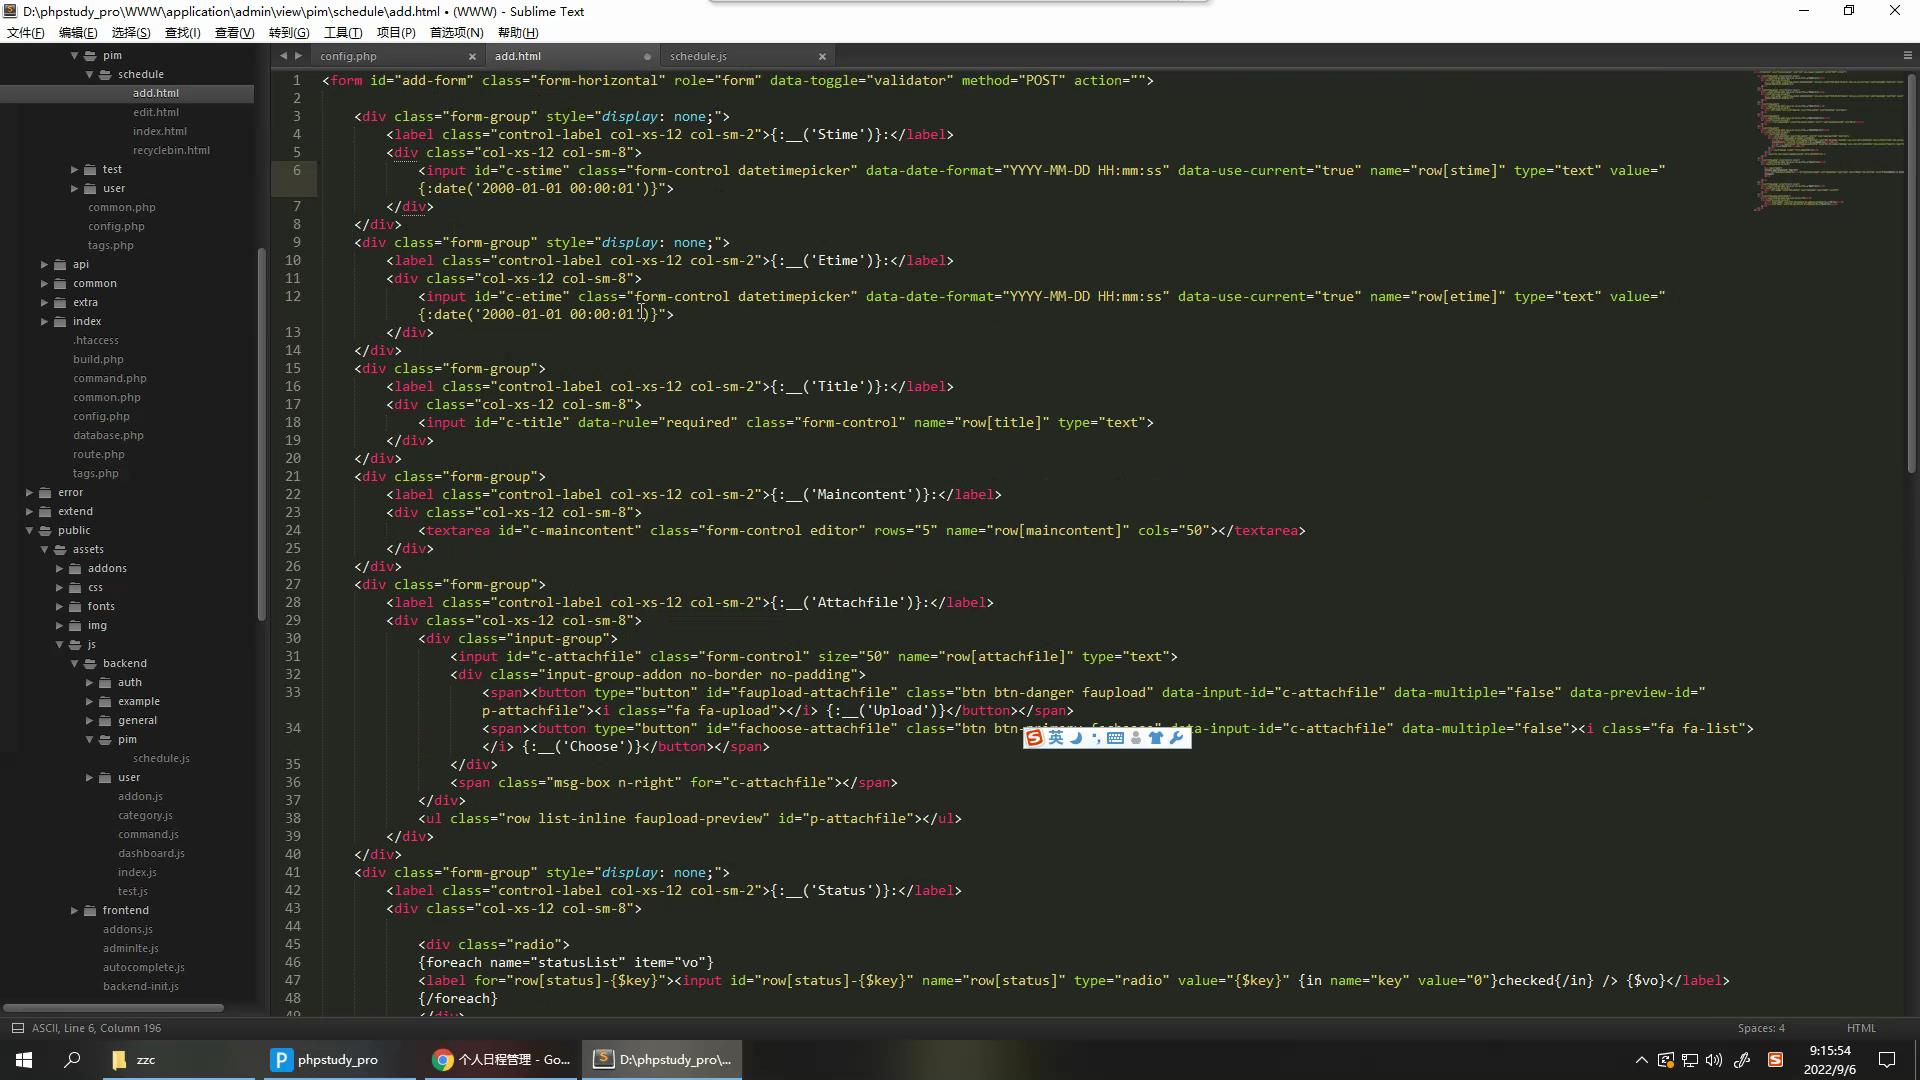 D:\phpstudy_pro\WWW\application\admin\view\pim\schedule\add.html • (WWW) - Sublime Text
文件(F) 编辑(E) 选择(S) 查找(I) 查看(V) 转到(G) 工具(T) 项目(P) 首选项(N) 帮助(H)
pim
schedule
add.html
edit.html
index.html
recyclebin.html
test
user
common.php
config.php
tags.php
api
common
extra
index
.htaccess
build.php
command.php
common.php
config.php
database.php
route.php
tags.php
error
extend
public
assets
addons
css
fonts
img
js
backend
auth
example
general
pim
schedule.js
user
addon.js
category.js
command.js
dashboard.js
index.js
test.js
frontend
addons.js
adminlte.js
autocomplete.js
backend-init.js
config.php add.html schedule.js
1 <form id="add-form" class="form-horizontal" role="form" data-toggle="validator" method="POST" action="">
2
3 <div class="form-group" style="display: none;">
4 <label class="control-label col-xs-12 col-sm-2">{:__('Stime')}:</label>
5 <div class="col-xs-12 col-sm-8">
6 <input id="c-stime" class="form-control datetimepicker" data-date-format="YYYY-MM-DD HH:mm:ss" data-use-current="true" name="row[stime]" type="text" value="
{:date('2000-01-01 00:00:01')}">
7 </div>
8 </div>
9 <div class="form-group" style="display: none;">
10 <label class="control-label col-xs-12 col-sm-2">{:__('Etime')}:</label>
11 <div class="col-xs-12 col-sm-8">
12 <input id="c-etime" class="form-control datetimepicker" data-date-format="YYYY-MM-DD HH:mm:ss" data-use-current="true" name="row[etime]" type="text" value="
{:date('2000-01-01 00:00:01')}">
13 </div>
14 </div>
15 <div class="form-group">
16 <label class="control-label col-xs-12 col-sm-2">{:__('Title')}:</label>
17 <div class="col-xs-12 col-sm-8">
18 <input id="c-title" data-rule="required" class="form-control" name="row[title]" type="text">
19 </div>
20 </div>
21 <div class="form-group">
22 <label class="control-label col-xs-12 col-sm-2">{:__('Maincontent')}:</label>
23 <div class="col-xs-12 col-sm-8">
24 <textarea id="c-maincontent" class="form-control editor" rows="5" name="row[maincontent]" cols="50"></textarea>
25 </div>
26 </div>
27 <div class="form-group">
28 <label class="control-label col-xs-12 col-sm-2">{:__('Attachfile')}:</label>
29 <div class="col-xs-12 col-sm-8">
30 <div class="input-group">
31 <input id="c-attachfile" class="form-control" size="50" name="row[attachfile]" type="text">
32 <div class="input-group-addon no-border no-padding">
33 <span><button type="button" id="faupload-attachfile" class="btn btn-danger faupload" data-input-id="c-attachfile" data-multiple="false" data-preview-id="
p-attachfile"><i class="fa fa-upload"></i> {:__('Upload')}</button></span>
34 <span><button type="button" id="fachoose-attachfile" class="btn btn- data-input-id="c-attachfile" data-multiple="false"><i class="fa fa-list">
</i> {:__('Choose')}</button></span>
英
35 </div>
36 <span class="msg-box n-right" for="c-attachfile"></span>
37 </div>
38 <ul class="row list-inline faupload-preview" id="p-attachfile"></ul>
39 </div>
40 </div>
41 <div class="form-group" style="display: none;">
42 <label class="control-label col-xs-12 col-sm-2">{:__('Status')}:</label>
43 <div class="col-xs-12 col-sm-8">
44
45 <div class="radio">
46 {foreach name="statusList" item="vo"}
47 <label for="row[status]-{$key}"><input id="row[status]-{$key}" name="row[status]" type="radio" value="{$key}" {in name="key" value="0"}checked{/in} /> {$vo}</label>
48 {/foreach}
49 </div>
ASCII, Line 6, Column 196 Spaces: 4 HTML
zzc phpstudy_pro 个人日程管理 - Go... D:\phpstudy_pro\...
9:15:54
2022/9/6